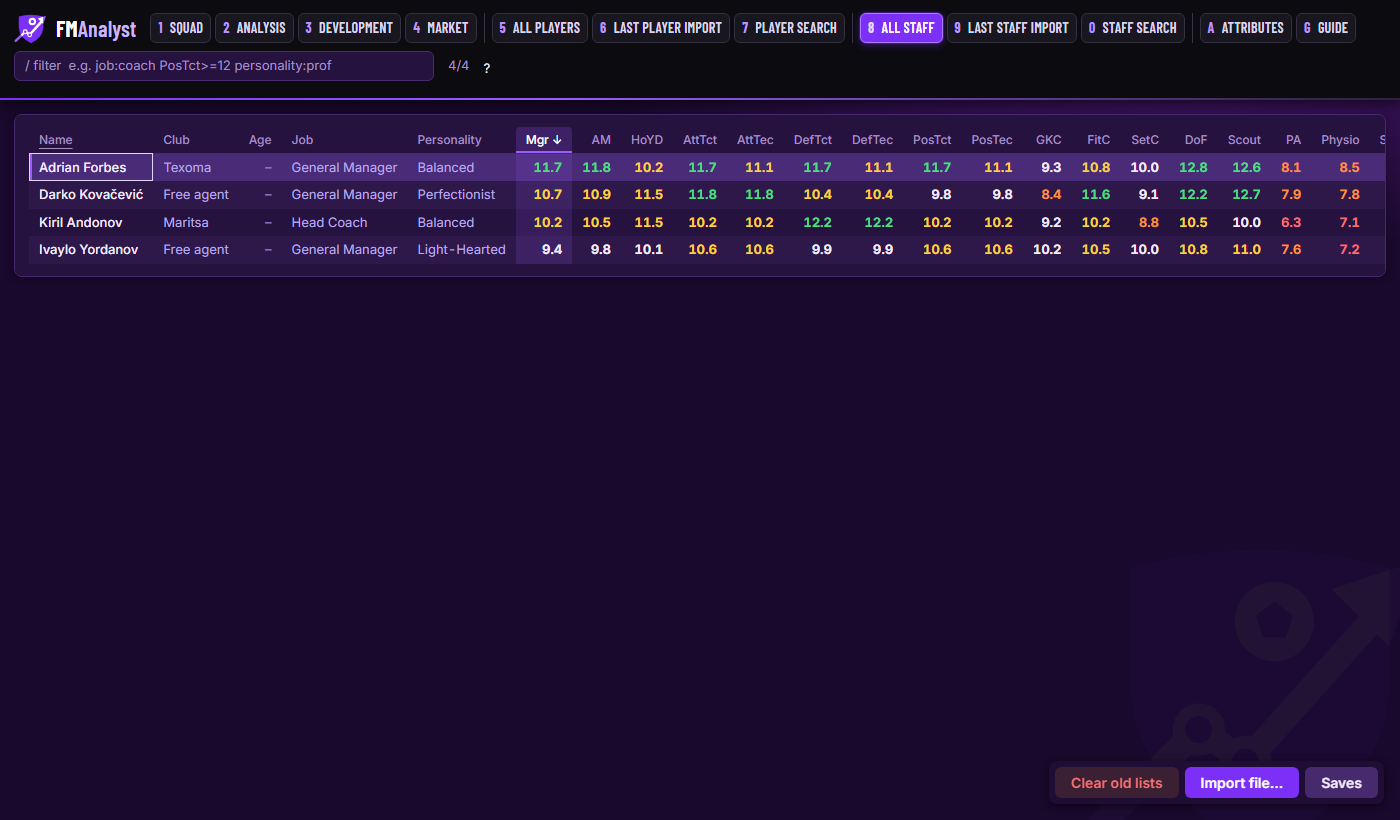 FMAnalyst 1 SQUAD 2 ANALYSIS 3 DEVELOPMENT 4 MARKET 5 ALL PLAYERS 6 LAST PLAYER IMPORT 7 PLAYER SEARCH 8 ALL STAFF 9 LAST STAFF IMPORT 0 STAFF SEARCH A ATTRIBUTES G GUIDE
/ filter e.g. job:coach PosTct>=12 personality:prof 4/4 ?
Name Club Age Job Personality Mgr ↓ AM HoYD AttTct AttTec DefTct DefTec PosTct PosTec GKC FitC SetC DoF Scout PA Physio S
Adrian Forbes Texoma – General Manager Balanced 11.7 11.8 10.2 11.7 11.1 11.7 11.1 11.7 11.1 9.3 10.8 10.0 12.8 12.6 8.1 8.5
Darko Kovačević Free agent – General Manager Perfectionist 10.7 10.9 11.5 11.8 11.8 10.4 10.4 9.8 9.8 8.4 11.6 9.1 12.2 12.7 7.9 7.8
Kiril Andonov Maritsa – Head Coach Balanced 10.2 10.5 11.5 10.2 10.2 12.2 12.2 10.2 10.2 9.2 10.2 8.8 10.5 10.0 6.3 7.1
Ivaylo Yordanov Free agent – General Manager Light-Hearted 9.4 9.8 10.1 10.6 10.6 9.9 9.9 10.6 10.6 10.2 10.5 10.0 10.8 11.0 7.6 7.2
Clear old lists Import file... Saves